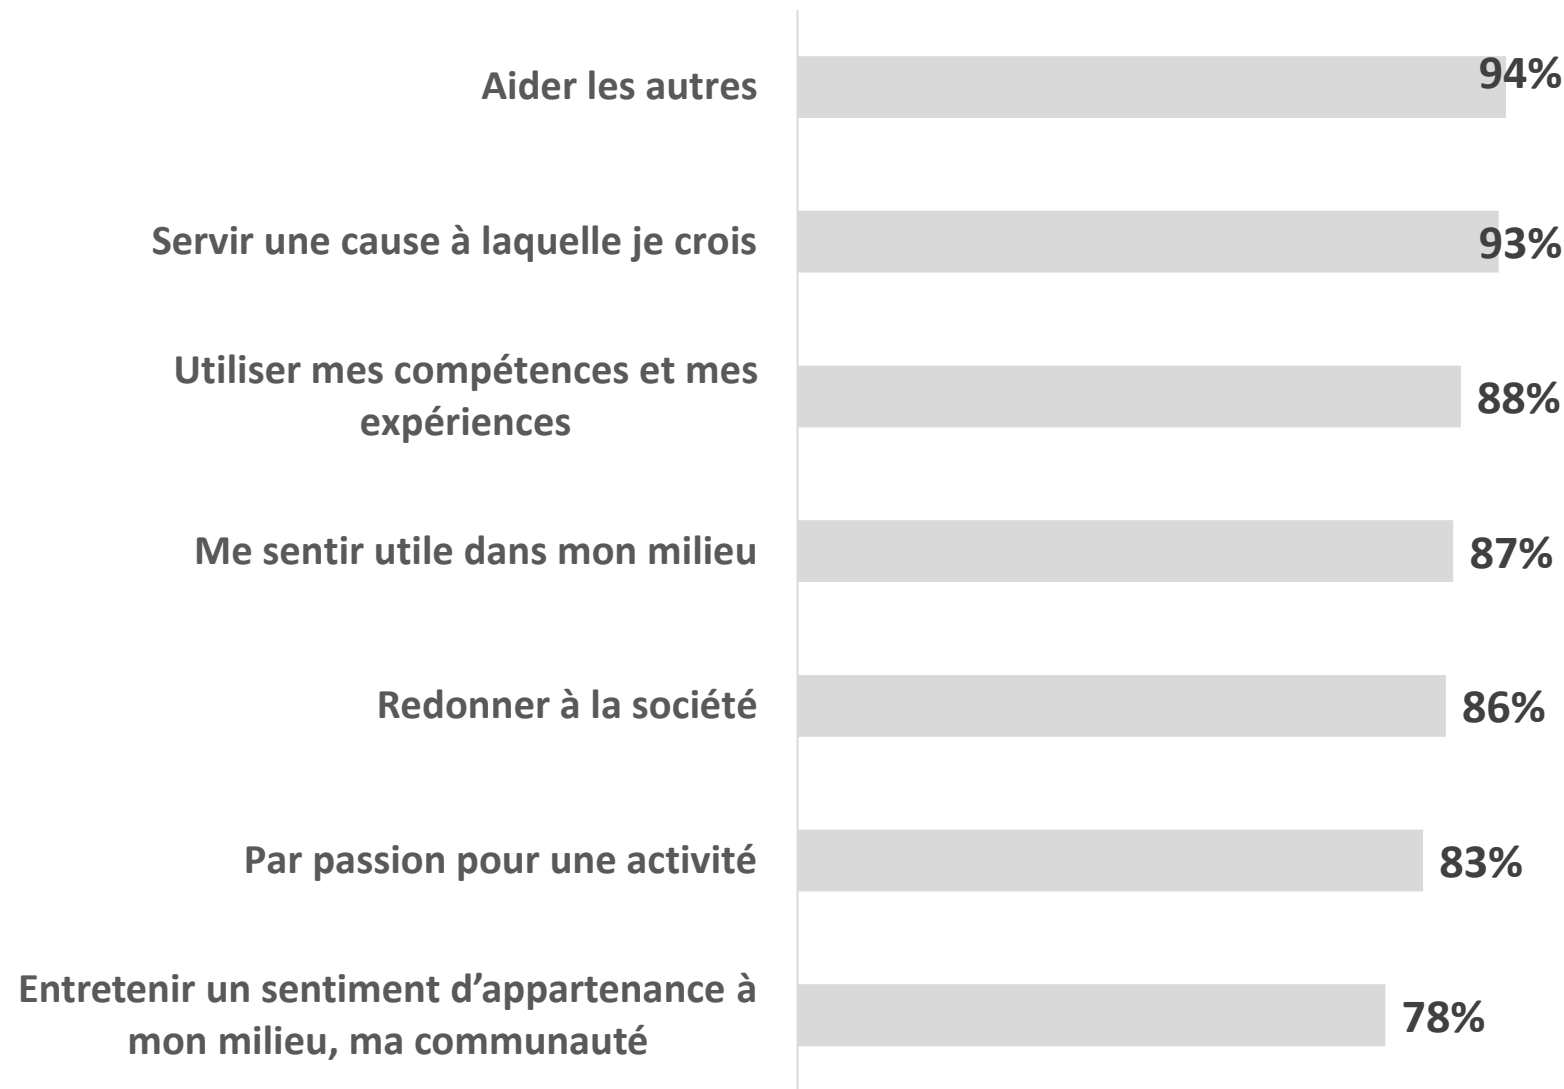 Aider les autres
94%
Servir une cause à laquelle je crois
93%
Utiliser mes compétences et mes
expériences
88%
Me sentir utile dans mon milieu
87%
Redonner à la société
86%
Par passion pour une activité
83%
Entretenir un sentiment d’appartenance à
mon milieu, ma communauté
78%